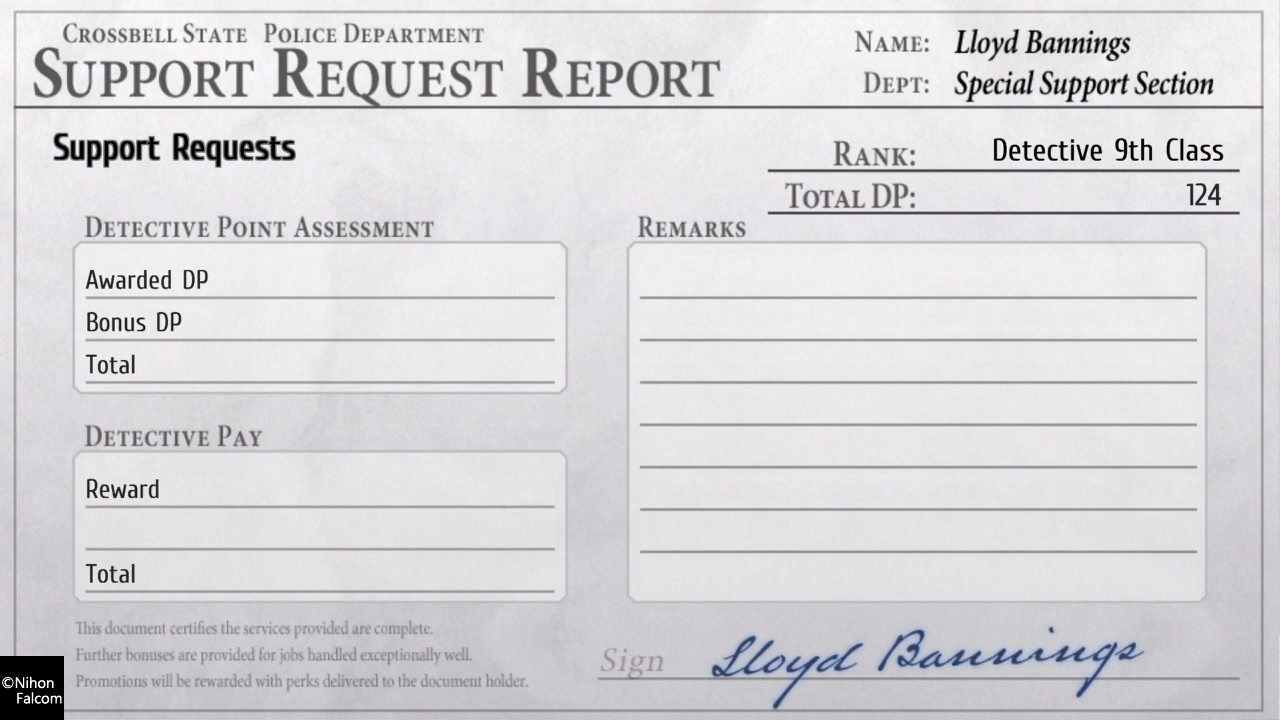 Crossbell State Police Department
Support Request Report
Name: Lloyd Bannings
Dept: Special Support Section
Support Requests
Rank: Detective 9th Class
Total DP: 124
Detective Point Assessment
Awarded DP
Bonus DP
Total
Remarks
Detective Pay
Reward
Total
This document certifies the services provided are complete.
Further bonuses are provided for jobs handled exceptionally well.
Promotions will be rewarded with perks delivered to the document holder.
Sign Lloyd Bannings
©Nihon
Falcom